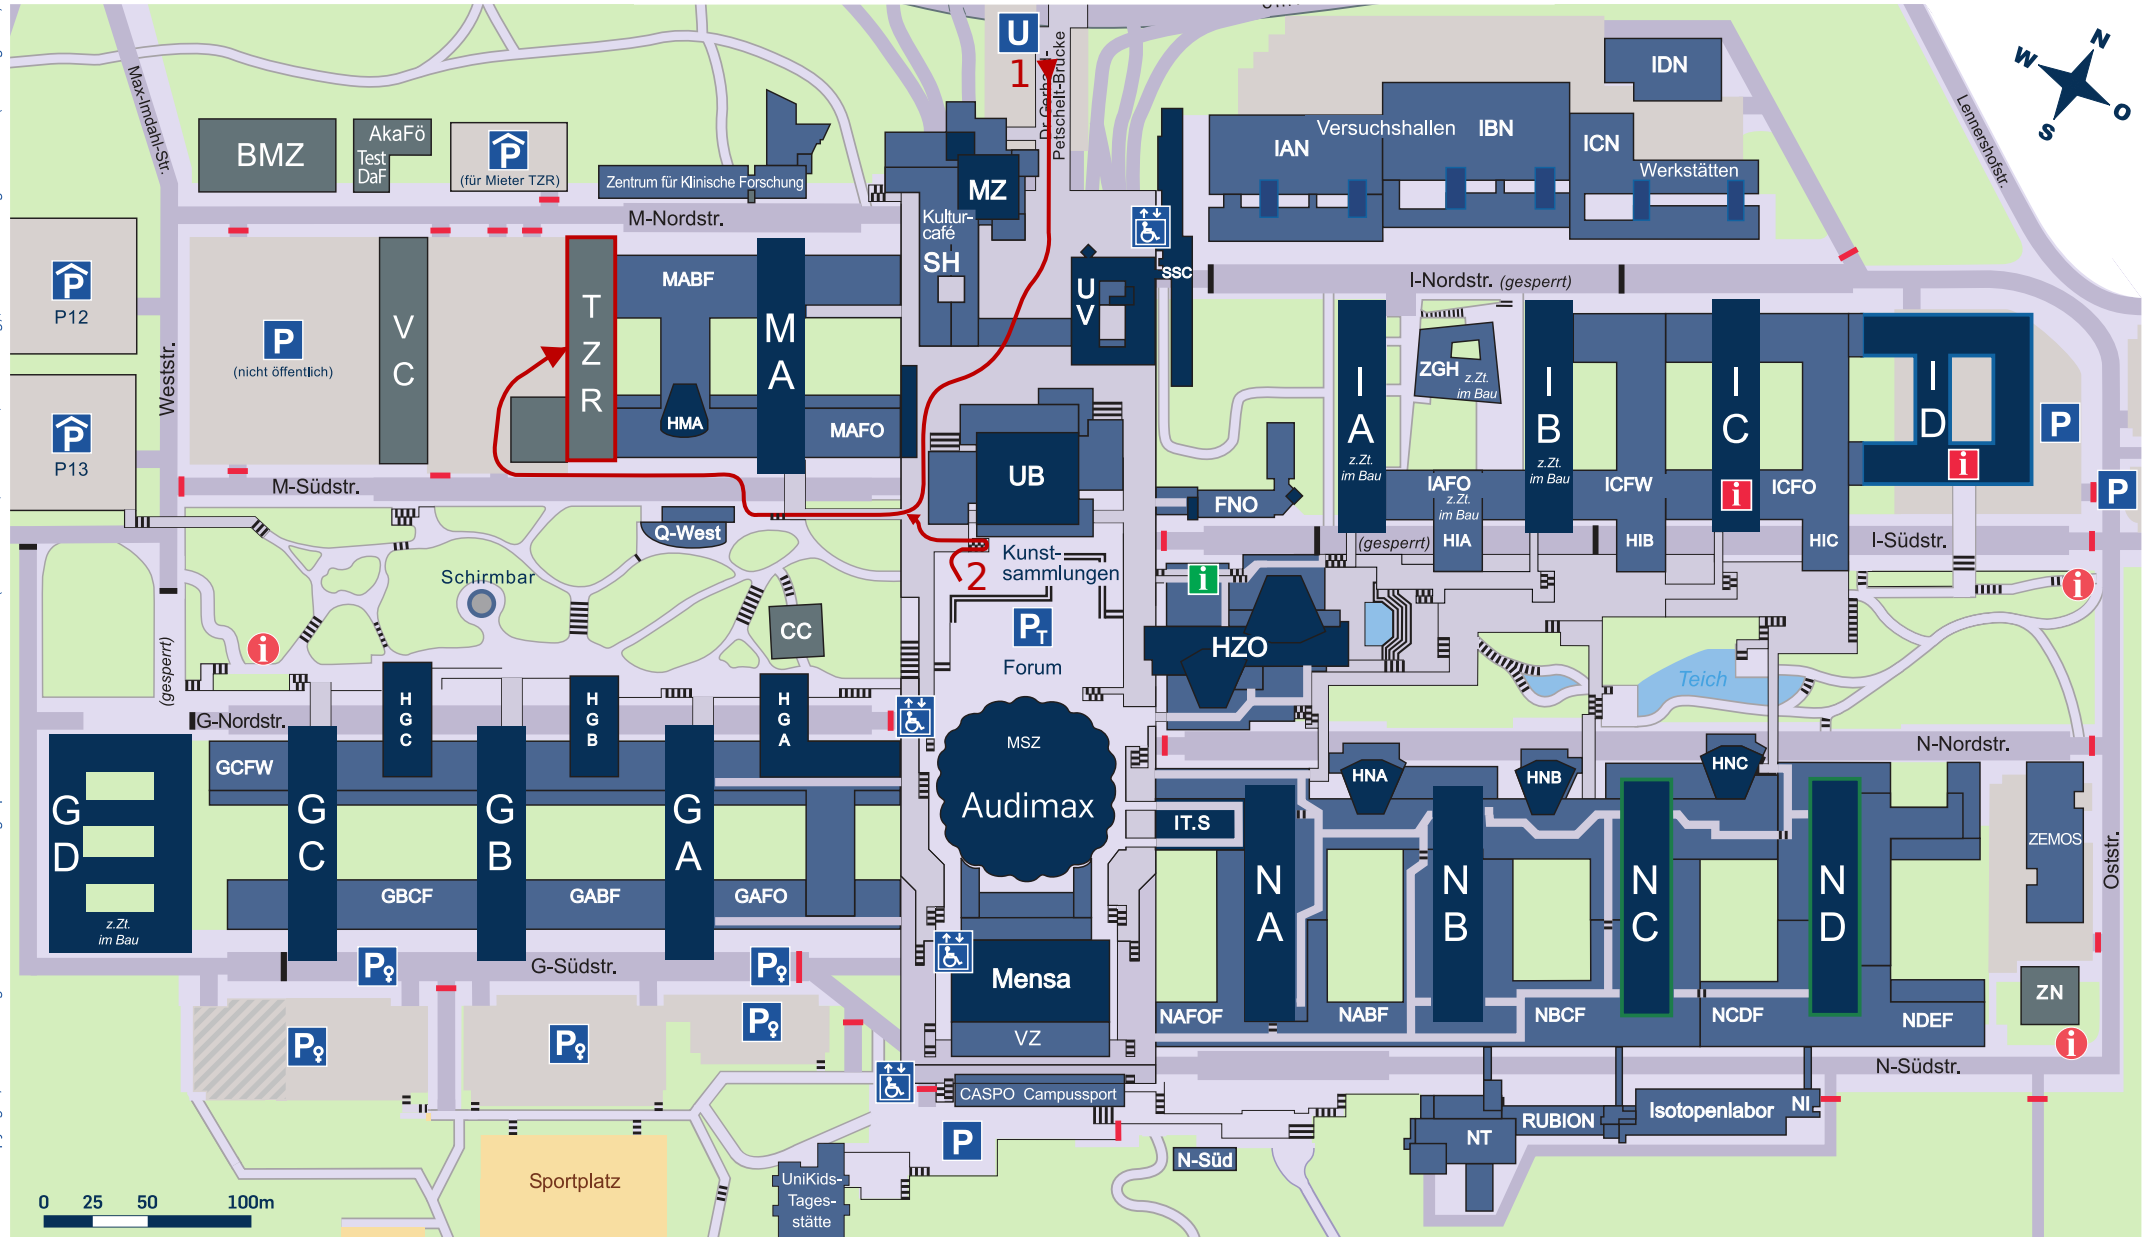 U
1
Dr.Gerhard-
Petschelt-Brücke
N
W
O
S
Max-Imdahl-Str.
Lennershofstr.
IDN
BMZ
AkaFö
Test
DaF
P
(für Mieter TZR)
Zentrum für Klinische Forschung
MZ
Versuchshallen
IAN
IBN
ICN
Werkstätten
M-Nordstr.
Kultur-
café
SH
U
V
SSC
I-Nordstr. (gesperrt)
P
P12
P
(nicht öffentlich)
V
C
T
Z
R
MABF
M
A
HMA
MAFO
P
P13
Weststr.
UB
FNO
I
A
z.Zt.
im Bau
ZGH
z.Zt.
im Bau
I
B
z.Zt.
im Bau
I
C
i
I
D
i
P
P
IAFO
z.Zt.
im Bau
ICFW
ICFO
M-Südstr.
Q-West
(gesperrt)
HIA
HIB
HIC
I-Südstr.
Kunst-
sammlungen
2
Schirmbar
CC
i
PT
Forum
i
HZO
i
Teich
(gesperrt)
G-Nordstr.
H
G
C
H
G
B
H
G
A
MSZ
Audimax
N-Nordstr.
GCFW
G
D
z.Zt.
im Bau
G
C
G
B
G
A
GBCF
GABF
GAFO
IT.S
HNA
HNB
HNC
N
A
N
B
N
C
N
D
ZEMOS
Oststr.
G-Südstr.
P
P
P
P
P
Mensa
VZ
NAFOF
NABF
NBCF
NCDF
NDEF
ZN
i
N-Südstr.
CASPO Campussport
P
N-Süd
NT
RUBION
Isotopenlabor
NI
Sportplatz
UniKids-
Tages-
stätte
0 25 50 100m